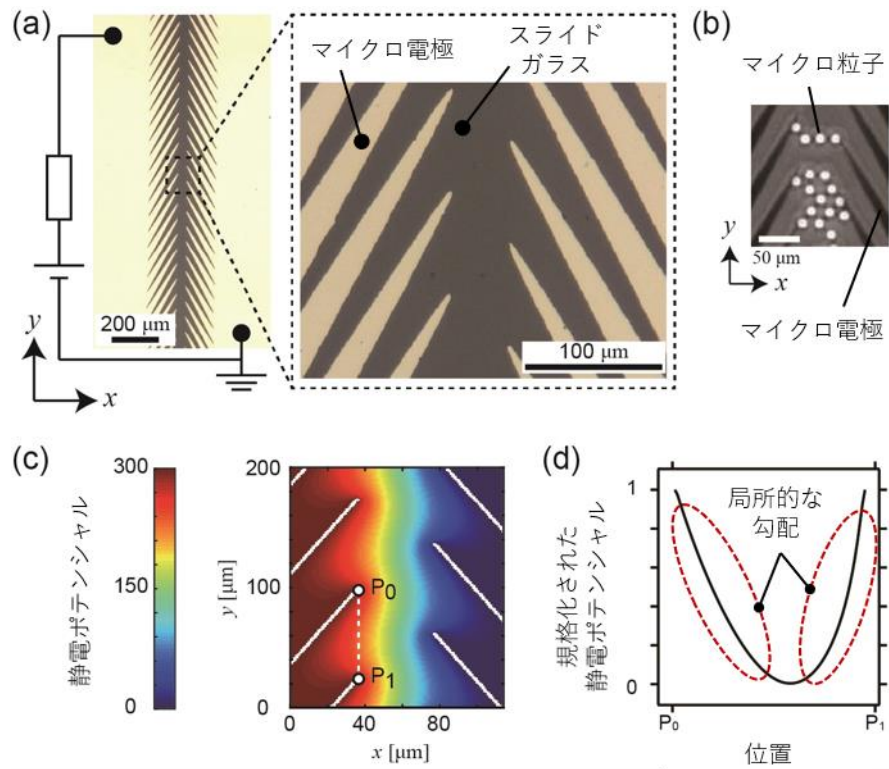 (a)
マイクロ電極
スライド
ガラス
y
x
200 μm
100 μm
(b)
マイクロ粒子
y
x
50 μm
マイクロ電極
(c)
静電ポテンシャル
300
150
0
y [μm]
200
100
0
P0
P1
0
40
80
x [μm]
(d)
規格化された
静電ポテンシャル
1
0
局所的な
勾配
P0
P1
位置